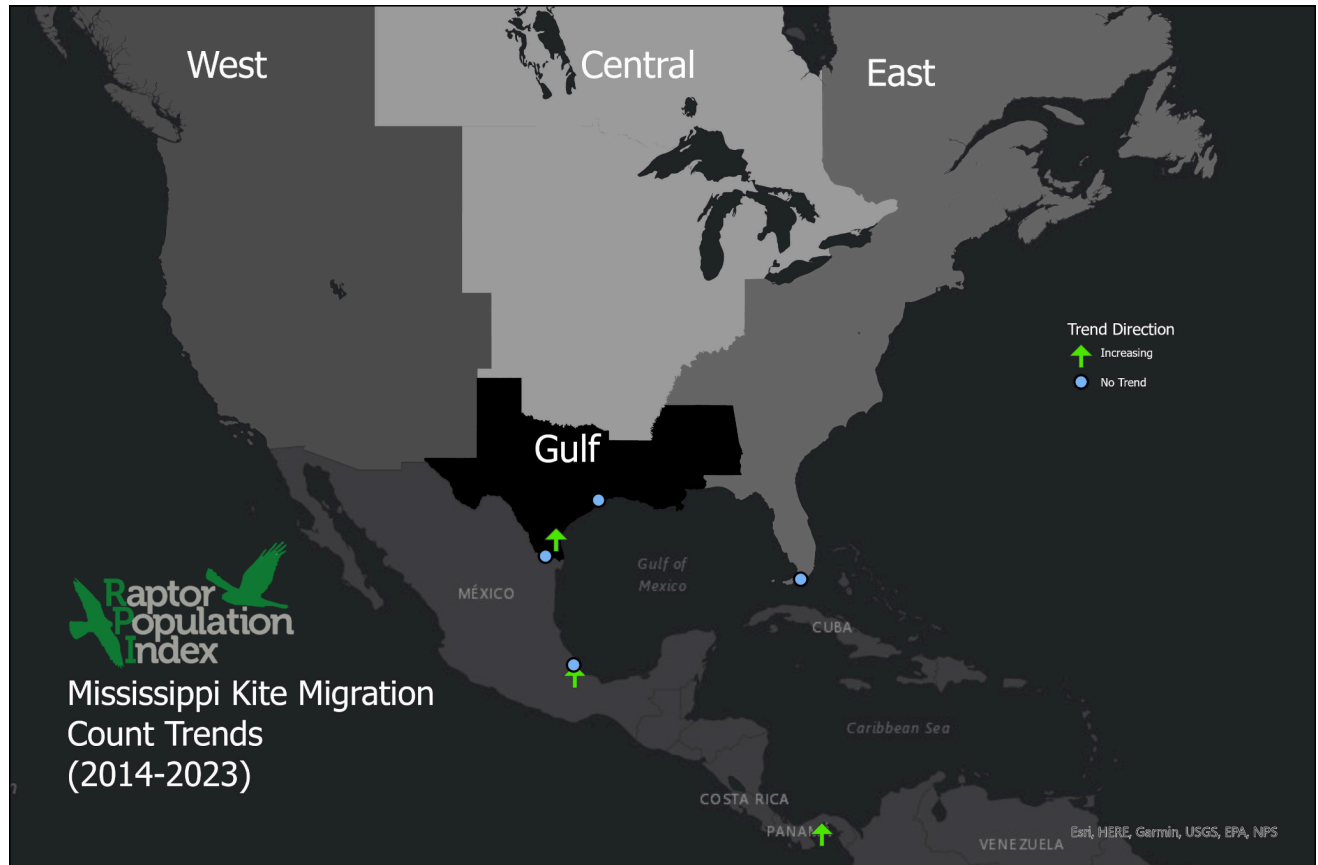 West
Central
East
Trend Direction
Increasing
No Trend
Gulf
Gulf of
Mexico
MÉXICO
CUBA
Raptor
Population
Index
Mississippi Kite Migration
Count Trends
(2014-2023)
Caribbean Sea
COSTA RICA
PANAMÁ
VENEZUELA
Esri, HERE, Garmin, USGS, EPA, NPS